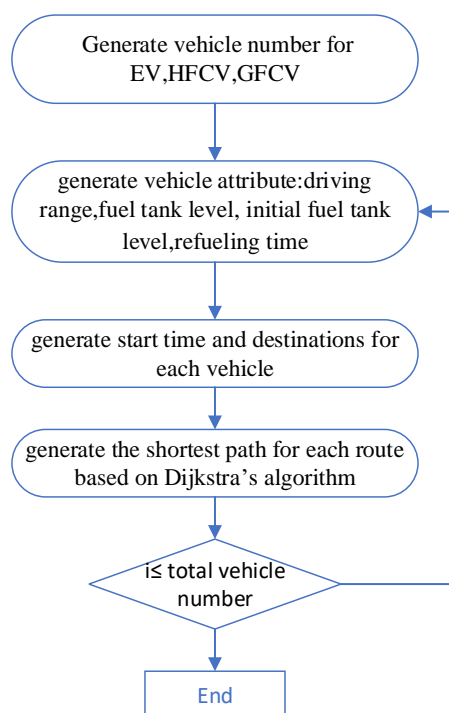 Generate vehicle number for
EV,HFCV,GFCV
generate vehicle attribute:driving
range,fuel tank level, initial fuel tank
level,refueling time
generate start time and destinations for
each vehicle
generate the shortest path for each route
based on Dijkstra’s algorithm
i≤ total vehicle
number
End